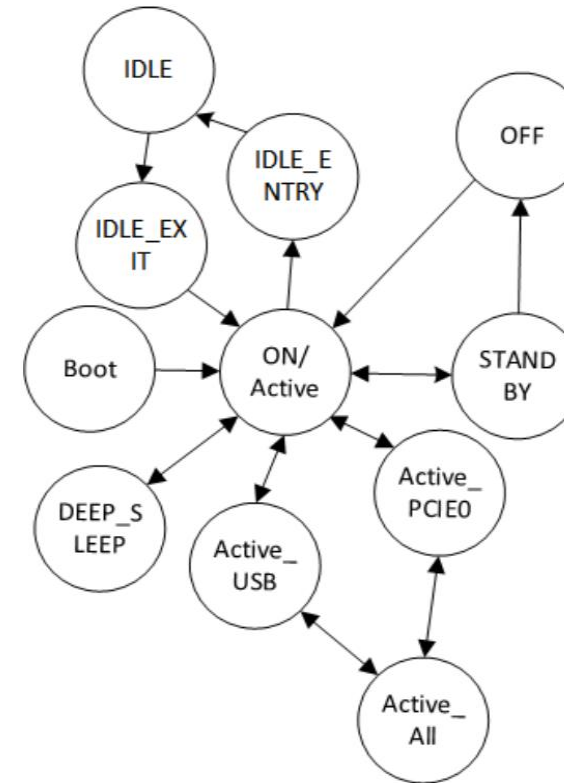 IDLE
OFF
IDLE_E
NTRY
IDLE_EX
IT
Boot
ON/
Active
STAND
BY
DEEP_S
LEEP
Active_
USB
Active_
PCIE0
Active_
All